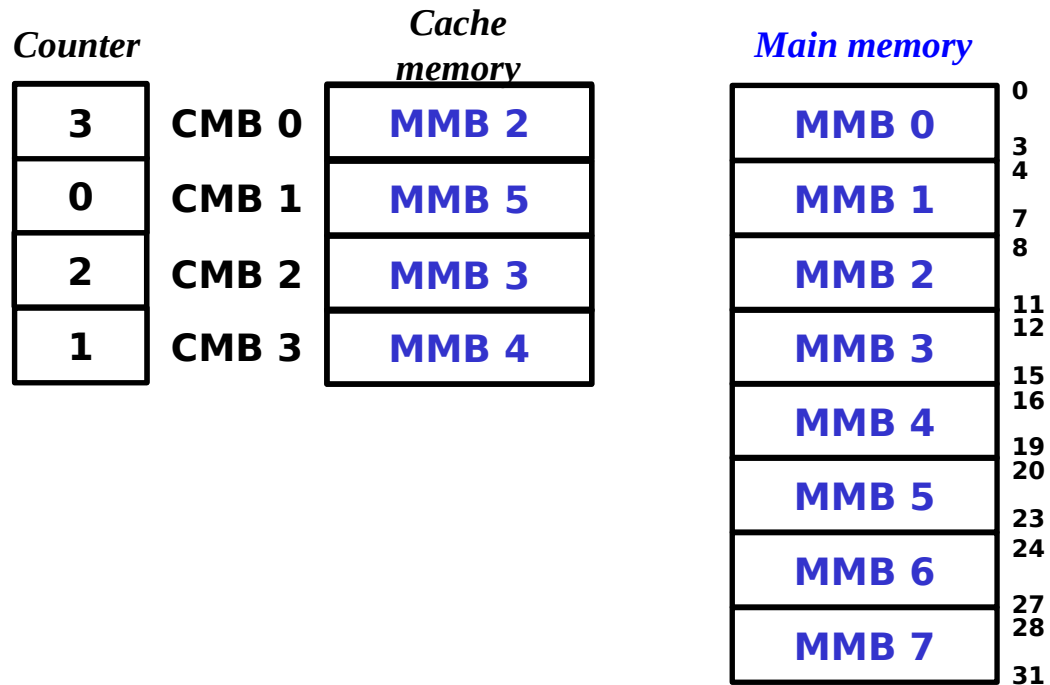 Counter
Cache
memory
Main memory
3 CMB 0 MMB 2
0 CMB 1 MMB 5
2 CMB 2 MMB 3
1 CMB 3 MMB 4
0
MMB 0
3
4
MMB 1
7
8
MMB 2
11
12
MMB 3
15
16
MMB 4
19
20
MMB 5
23
24
MMB 6
27
28
MMB 7
31